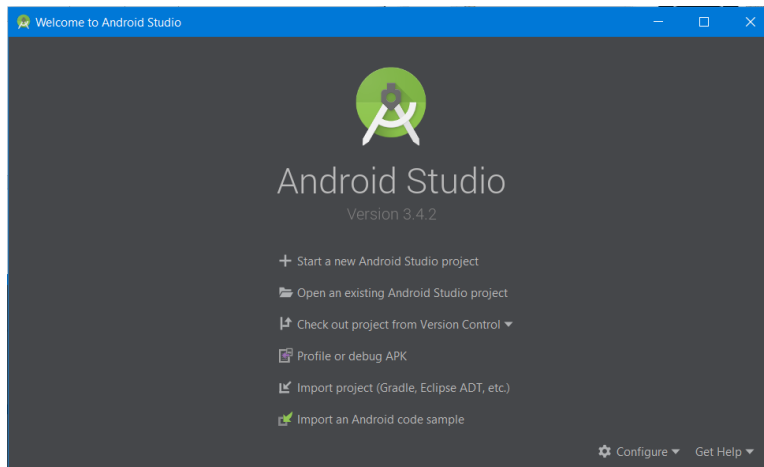 Welcome to Android Studio
Android Studio
Version 3.4.2
Start a new Android Studio project
Open an existing Android Studio project
Check out project from Version Control
Profile or debug APK
Import project (Gradle, Eclipse ADT, etc.)
Import an Android code sample
Configure Get Help